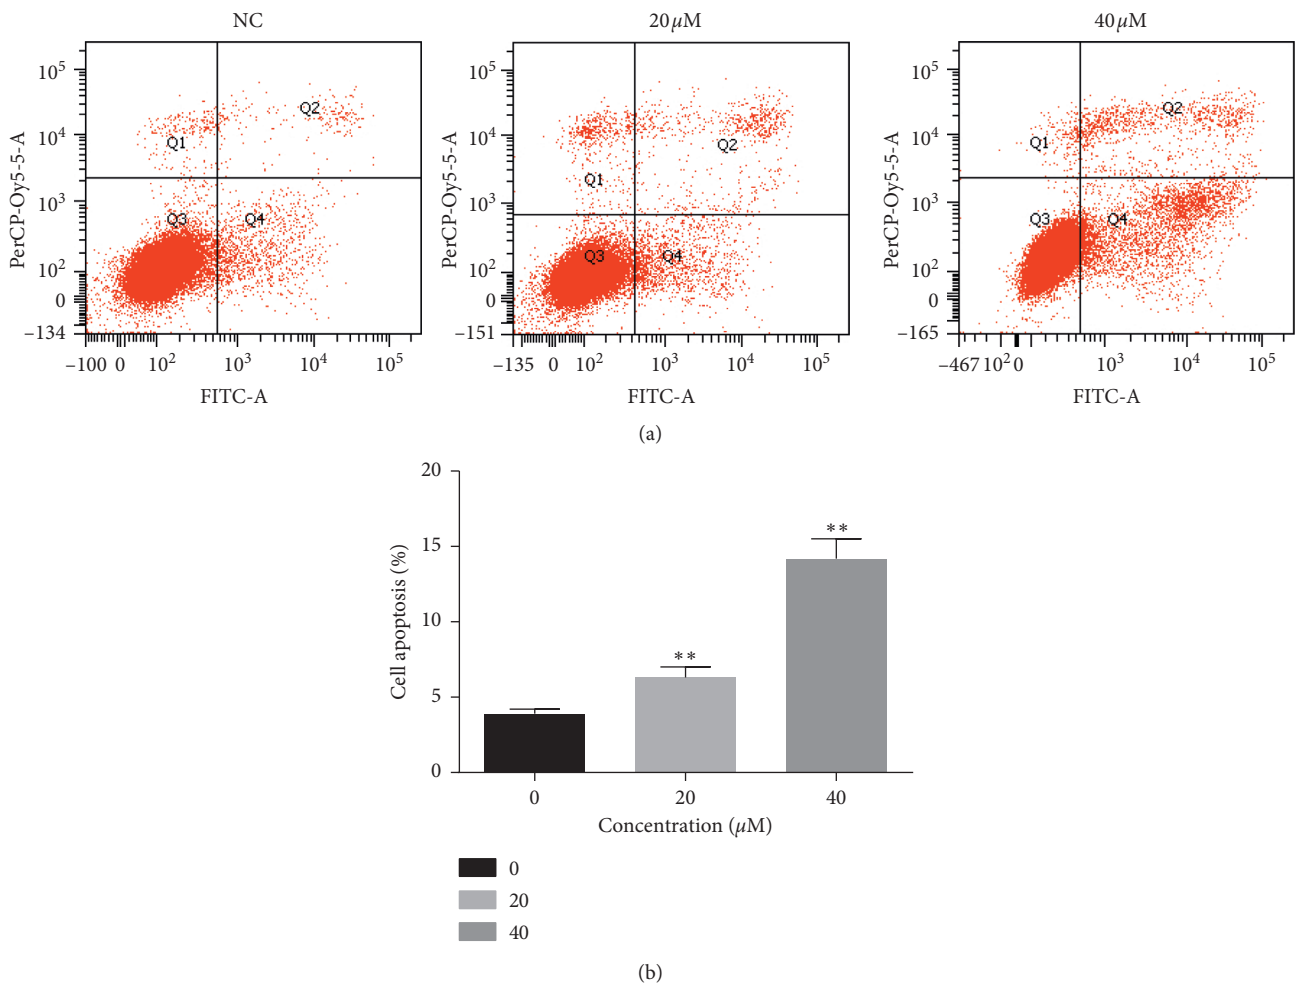 NC
20 µM
40 µM
PerCP-Oy5-5-A
10^5
10^4
10^3
10^2
0
−134
Q1
Q2
Q3
Q4
−100 0 10^2 10^3 10^4 10^5
FITC-A
PerCP-Oy5-5-A
10^5
10^4
10^3
10^2
0
−151
Q1
Q2
Q3
Q4
−135 0 10^2 10^3 10^4 10^5
FITC-A
PerCP-Oy5-5-A
10^5
10^4
10^3
10^2
0
−165
Q1
Q2
Q3
Q4
−467 10^2 0 10^3 10^4 10^5
FITC-A
(a)
Cell apoptosis (%)
20
15
10
5
0
**
**
0 20 40
Concentration (µM)
0
20
40
(b)